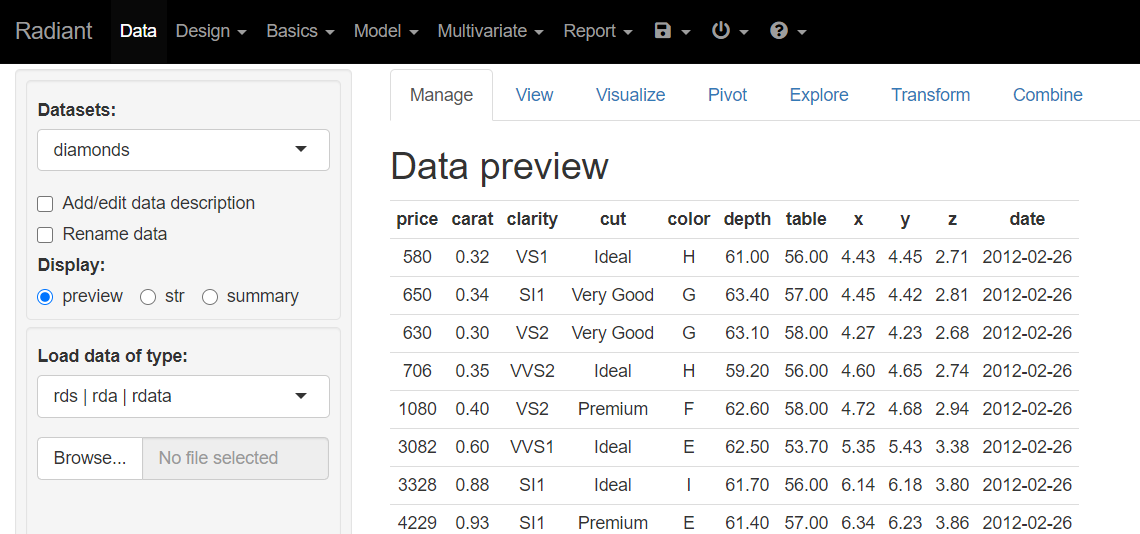 Radiant Data Design Basics Model Multivariate Report
Datasets:
diamonds
Add/edit data description
Rename data
Display:
preview str summary
Load data of type:
rds | rda | rdata
Browse... No file selected
Manage View Visualize Pivot Explore Transform Combine
Data preview
price carat clarity cut color depth table x y z date
580 0.32 VS1 Ideal H 61.00 56.00 4.43 4.45 2.71 2012-02-26
650 0.34 SI1 Very Good G 63.40 57.00 4.45 4.42 2.81 2012-02-26
630 0.30 VS2 Very Good G 63.10 58.00 4.27 4.23 2.68 2012-02-26
706 0.35 VVS2 Ideal H 59.20 56.00 4.60 4.65 2.74 2012-02-26
1080 0.40 VS2 Premium F 62.60 58.00 4.72 4.68 2.94 2012-02-26
3082 0.60 VVS1 Ideal E 62.50 53.70 5.35 5.43 3.38 2012-02-26
3328 0.88 SI1 Ideal I 61.70 56.00 6.14 6.18 3.80 2012-02-26
4229 0.93 SI1 Premium E 61.40 57.00 6.34 6.23 3.86 2012-02-26